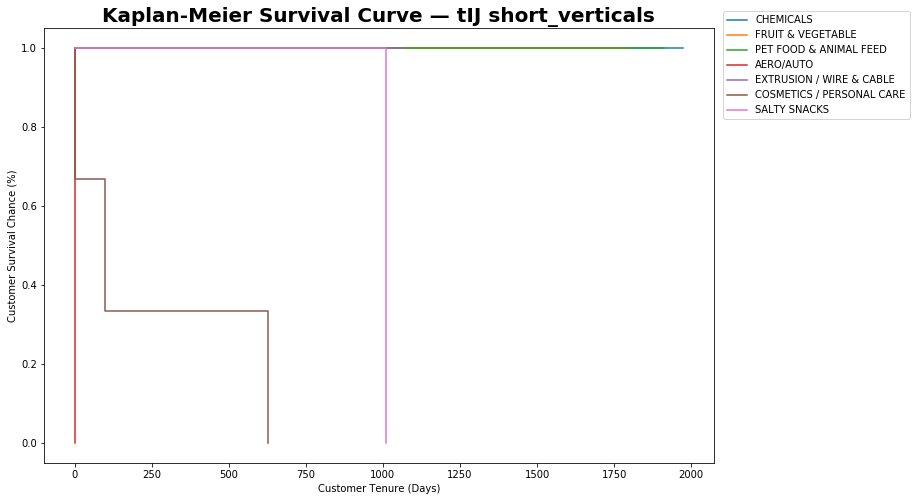 Kaplan-Meier Survival Curve — tIJ short_verticals
CHEMICALS
FRUIT & VEGETABLE
PET FOOD & ANIMAL FEED
AERO/AUTO
EXTRUSION / WIRE & CABLE
COSMETICS / PERSONAL CARE
SALTY SNACKS
Customer Survival Chance (%)
1.0
0.8
0.6
0.4
0.2
0.0
0
250
500
750
1000
1250
1500
1750
2000
Customer Tenure (Days)